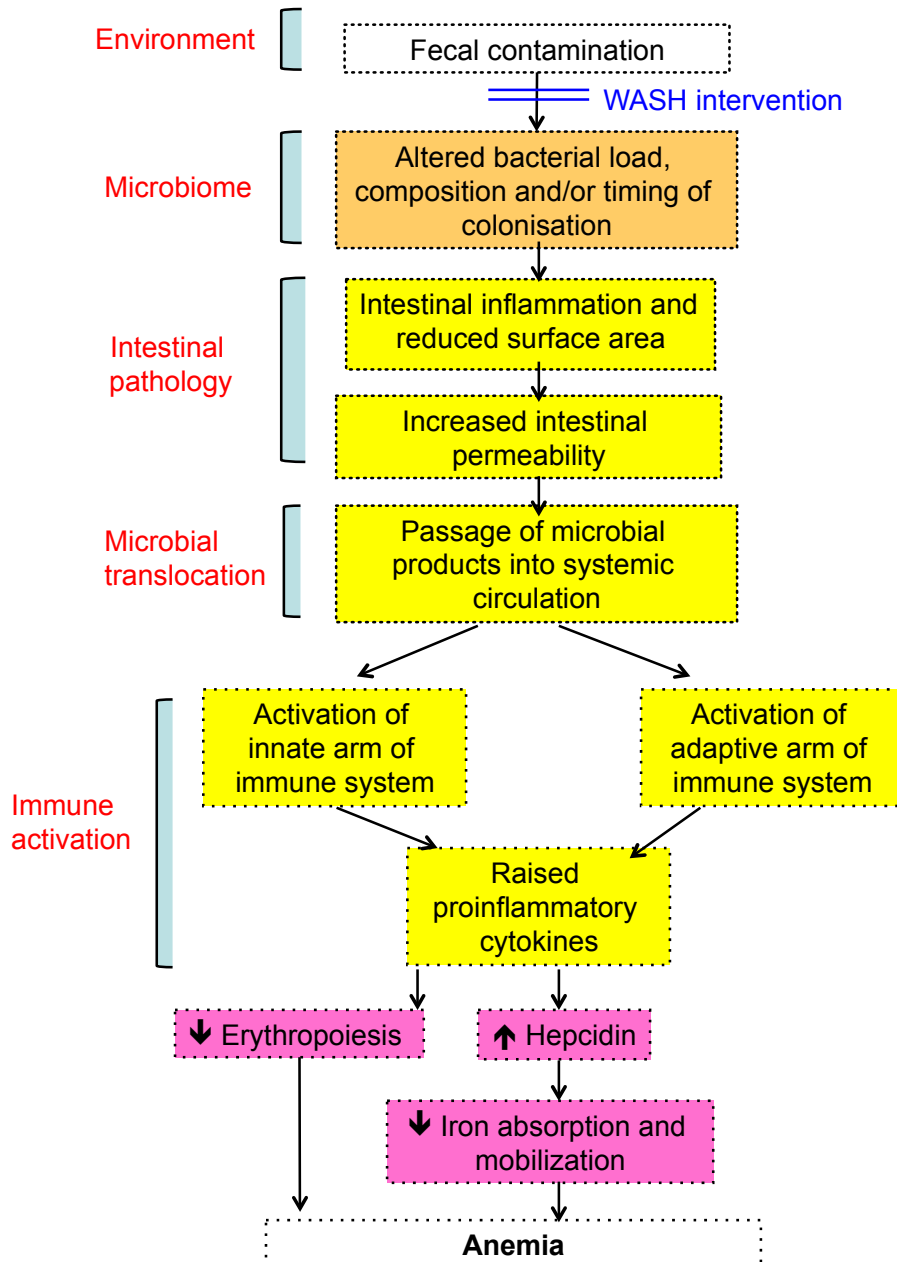 Environment
Fecal contamination
WASH intervention
Microbiome
Altered bacterial load,
composition and/or timing of
colonisation
Intestinal
pathology
Intestinal inflammation and
reduced surface area
Increased intestinal
permeability
Microbial
translocation
Passage of microbial
products into systemic
circulation
Immune
activation
Activation of
innate arm of
immune system
Activation of
adaptive arm of
immune system
Raised
proinflammatory
cytokines
↓ Erythropoiesis
↑ Hepcidin
↓ Iron absorption and
mobilization
Anemia